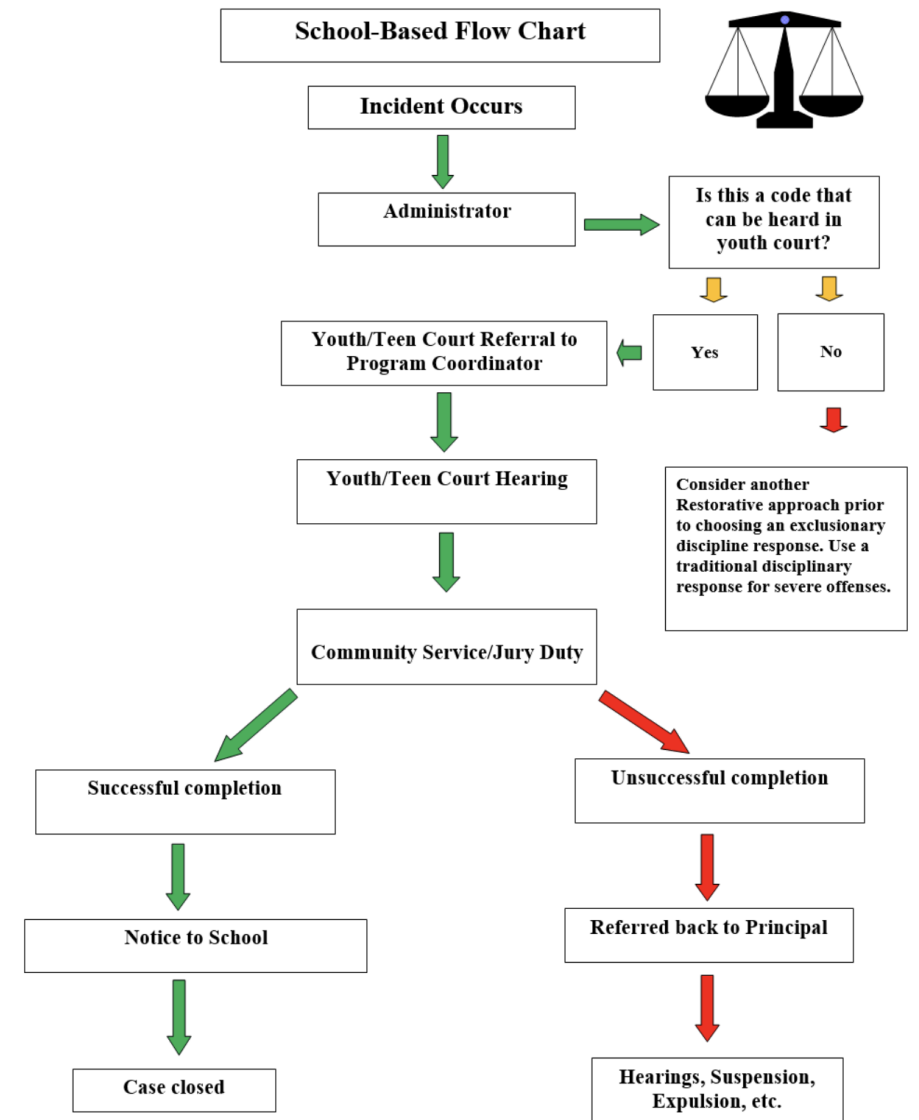 School-Based Flow Chart
Incident Occurs
Administrator
Is this a code that
can be heard in
youth court?
Youth/Teen Court Referral to
Program Coordinator
Yes
No
Youth/Teen Court Hearing
Consider another
Restorative approach prior
to choosing an exclusionary
discipline response. Use a
traditional disciplinary
response for severe offenses.
Community Service/Jury Duty
Successful completion
Unsuccessful completion
Notice to School
Referred back to Principal
Case closed
Hearings, Suspension,
Expulsion, etc.